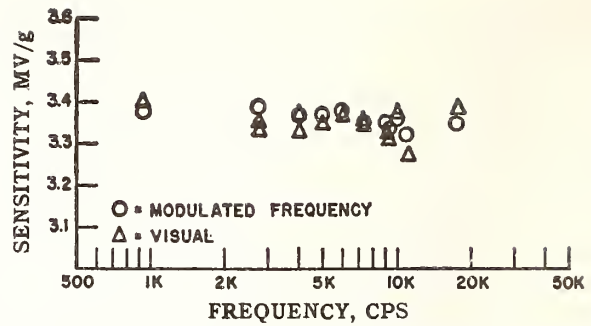 3.6
3.5
3.4
3.3
3.2
3.1
SENSITIVITY, MV/g
O = MODULATED FREQUENCY
Δ = VISUAL
500 1K 2K 5K 10K 20K 50K
FREQUENCY, CPS